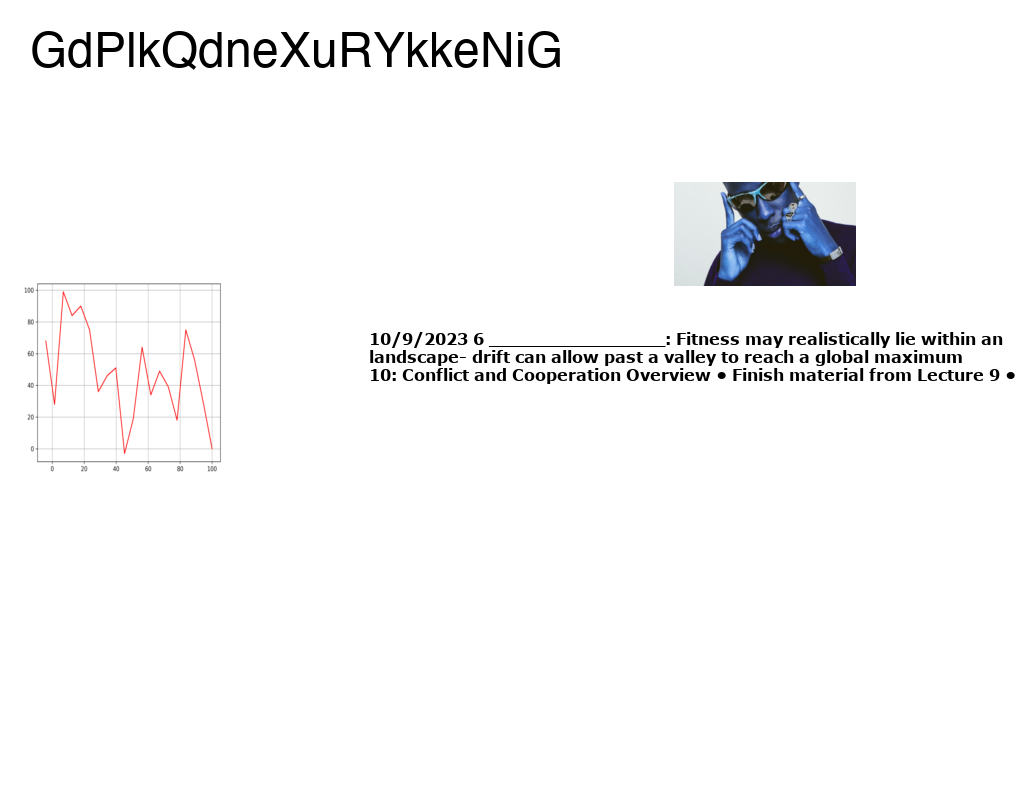 GdPlkQdneXuRYkkeNiG
100
80
60
40
20
0
0 20 40 60 80 100
10/9/2023 6 ____________________: Fitness may realistically lie within an
landscape- drift can allow past a valley to reach a global maximum
10: Conflict and Cooperation Overview ● Finish material from Lecture 9 ●